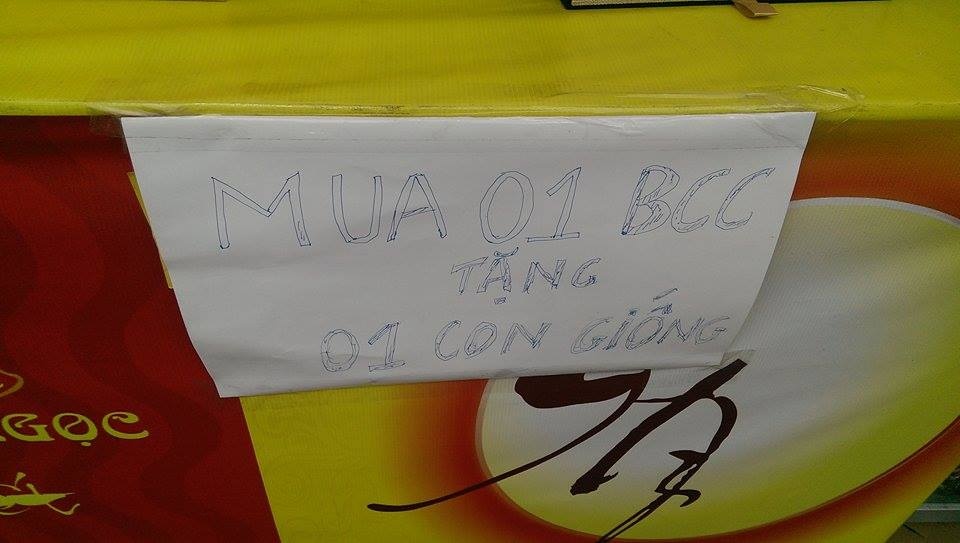 MUA 01 BCC
TẶNG
01 CON GIỐNG
NGỌC